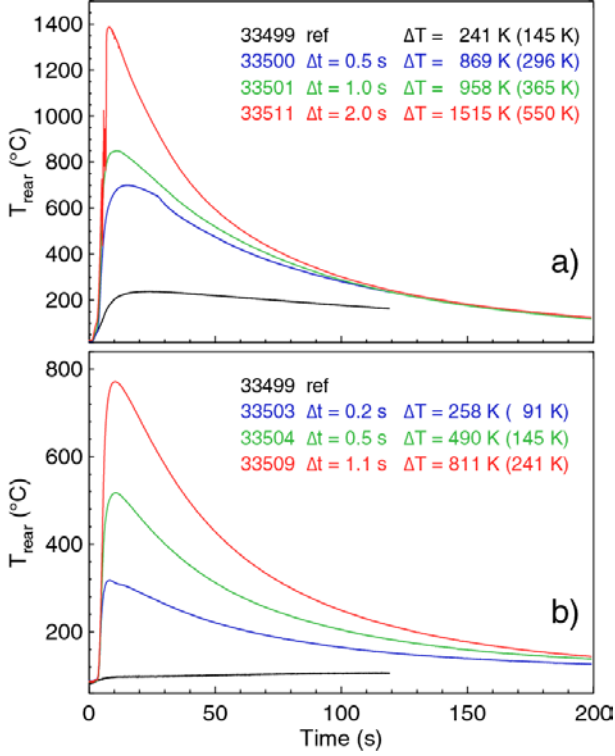 33499 ref ΔT = 241 K (145 K)
33500 Δt = 0.5 s ΔT = 869 K (296 K)
33501 Δt = 1.0 s ΔT = 958 K (365 K)
33511 Δt = 2.0 s ΔT = 1515 K (550 K)
1400
1200
1000
800
600
400
200
T_rear (°C)
a)
33499 ref
33503 Δt = 0.2 s ΔT = 258 K ( 91 K)
33504 Δt = 0.5 s ΔT = 490 K (145 K)
33509 Δt = 1.1 s ΔT = 811 K (241 K)
800
600
400
200
T_rear (°C)
b)
0 50 100 150 200
Time (s)